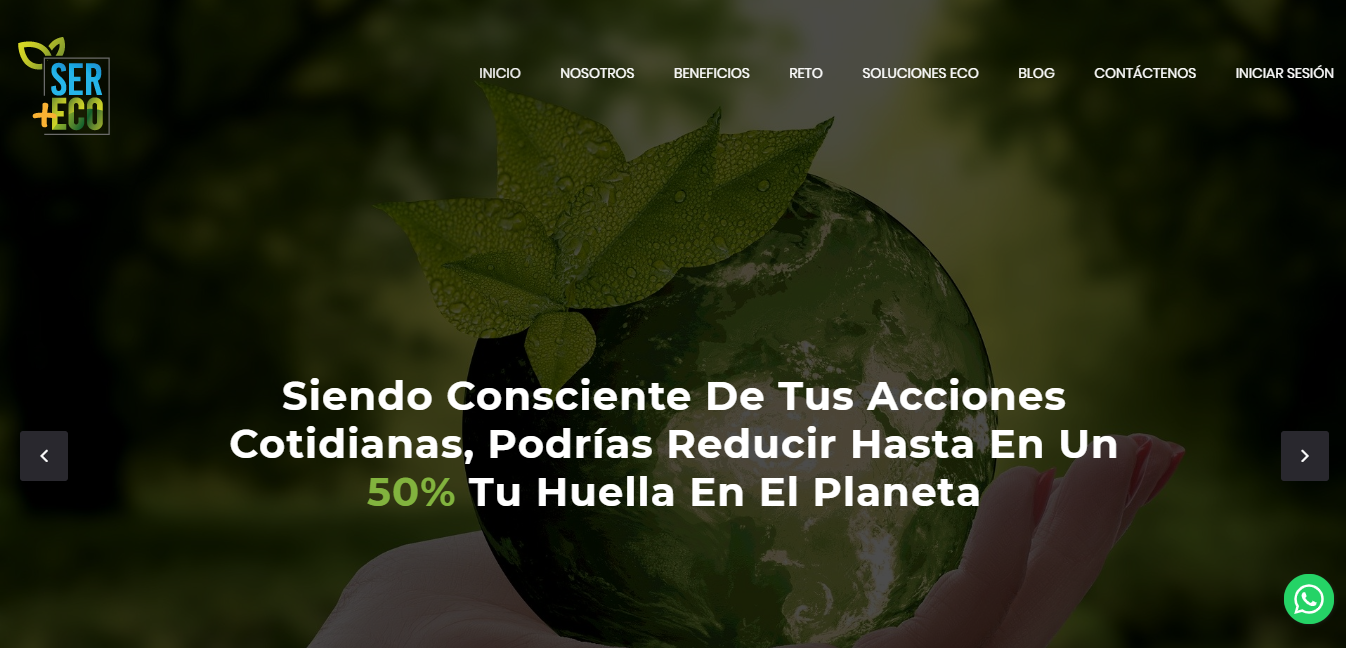 SER
+ECO
INICIO NOSOTROS BENEFICIOS RETO SOLUCIONES ECO BLOG CONTÁCTENOS INICIAR SESIÓN
Siendo Consciente De Tus Acciones
Cotidianas, Podrías Reducir Hasta En Un
50% Tu Huella En El Planeta